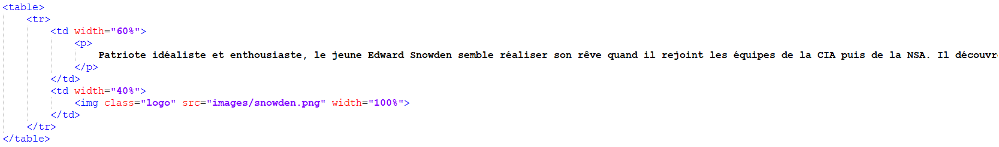 <table>
<tr>
<td width="60%">
<p>
Patriote idéaliste et enthousiaste, le jeune Edward Snowden semble réaliser son rêve quand il rejoint les équipes de la CIA puis de la NSA. Il découvr
</p>
</td>
<td width="40%">
<img class="logo" src="images/snowden.png" width="100%">
</td>
</tr>
</table>